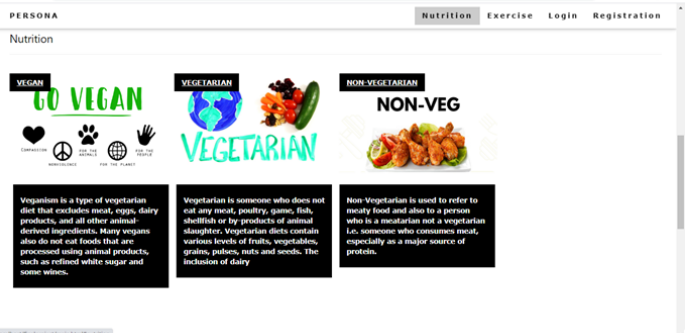 PERSONA
Nutrition Exercise Login Registration
Nutrition
VEGAN
GO VEGAN
COMPASSION
NONVIOLENCE
FOR THE ANIMALS
FOR THE PLANET
FOR THE PEOPLE
VEGETARIAN
VEGETARIAN
NON-VEGETARIAN
NON-VEG
Veganism is a type of vegetarian
diet that excludes meat, eggs, dairy
products, and all other animal-
derived ingredients. Many vegans
also do not eat foods that are
processed using animal products,
such as refined white sugar and
some wines.
Vegetarian is someone who does not
eat any meat, poultry, game, fish,
shellfish or by-products of animal
slaughter. Vegetarian diets contain
various levels of fruits, vegetables,
grains, pulses, nuts and seeds. The
inclusion of dairy
Non-Vegetarian is used to refer to
meaty food and also to a person
who is a meatarian not a vegetarian
i.e. someone who consumes meat,
especially as a major source of
protein.